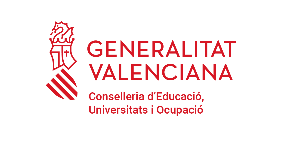 GENERALITAT
VALENCIANA
Conselleria d'Educació,
Universitats i Ocupació